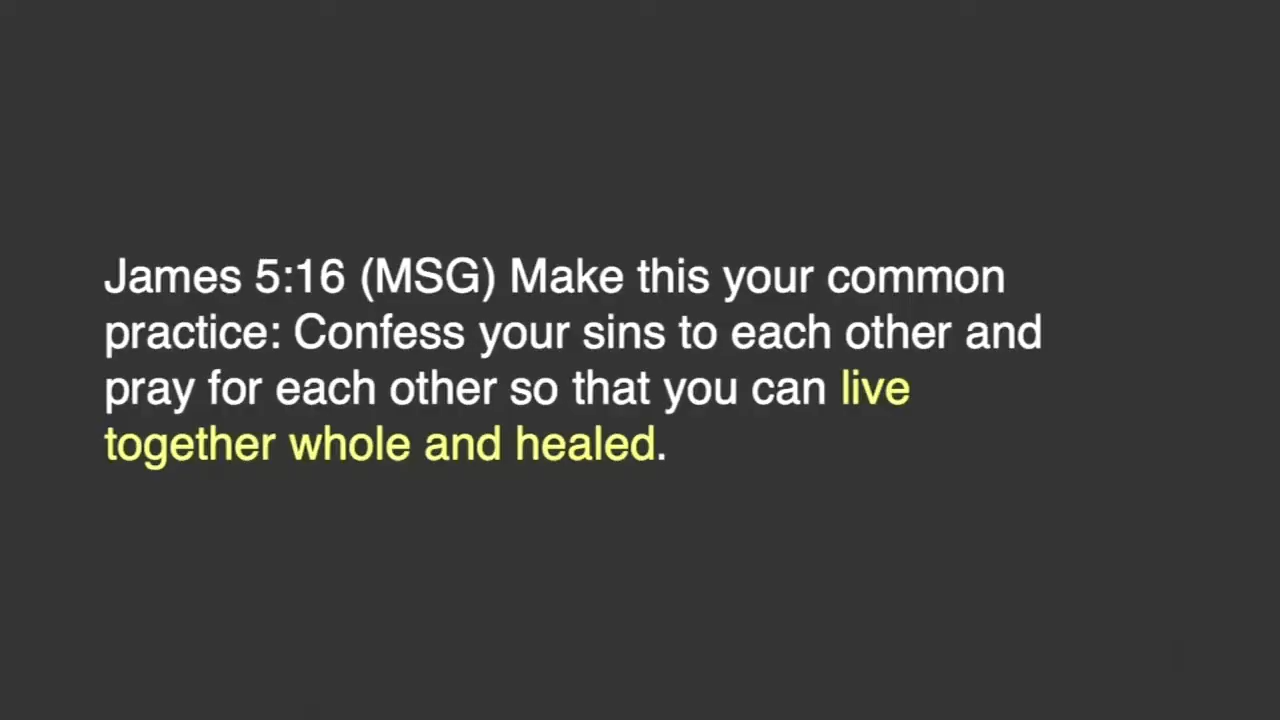 James 5:16 (MSG) Make this your common
practice: Confess your sins to each other and
pray for each other so that you can live
together whole and healed.